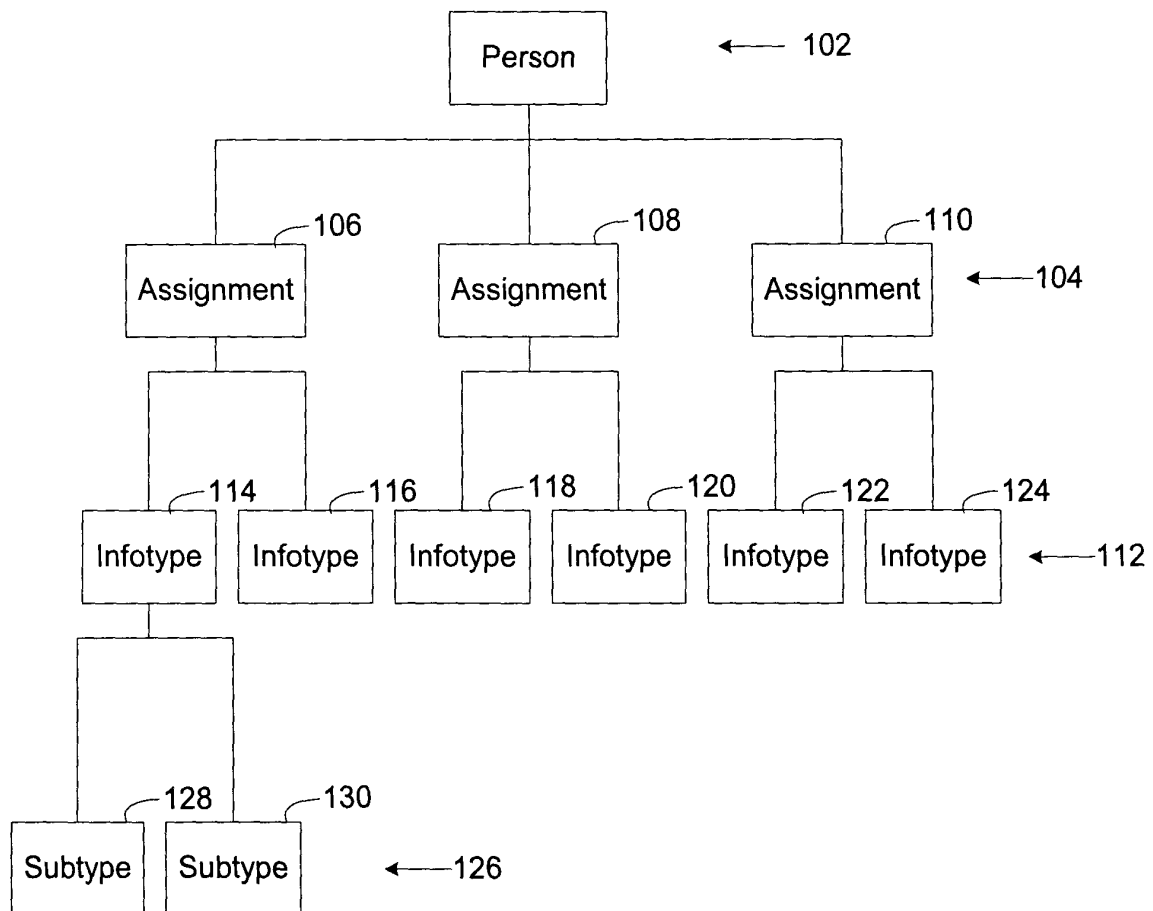 Person
102
106
108
110
Assignment
Assignment
Assignment
104
114
116
118
120
122
124
Infotype
Infotype
Infotype
Infotype
Infotype
Infotype
112
128
130
Subtype
Subtype
126